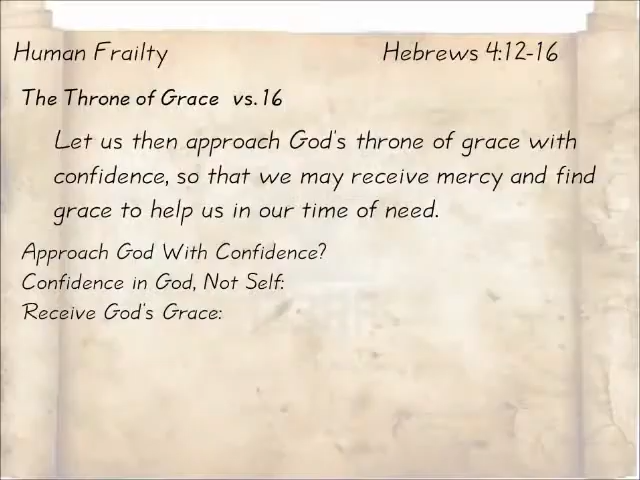 Human Frailty Hebrews 4:12-16
The Throne of Grace vs. 16
Let us then approach God's throne of grace with
confidence, so that we may receive mercy and find
grace to help us in our time of need.
Approach God With Confidence?
Confidence in God, Not Self:
Receive God's Grace: